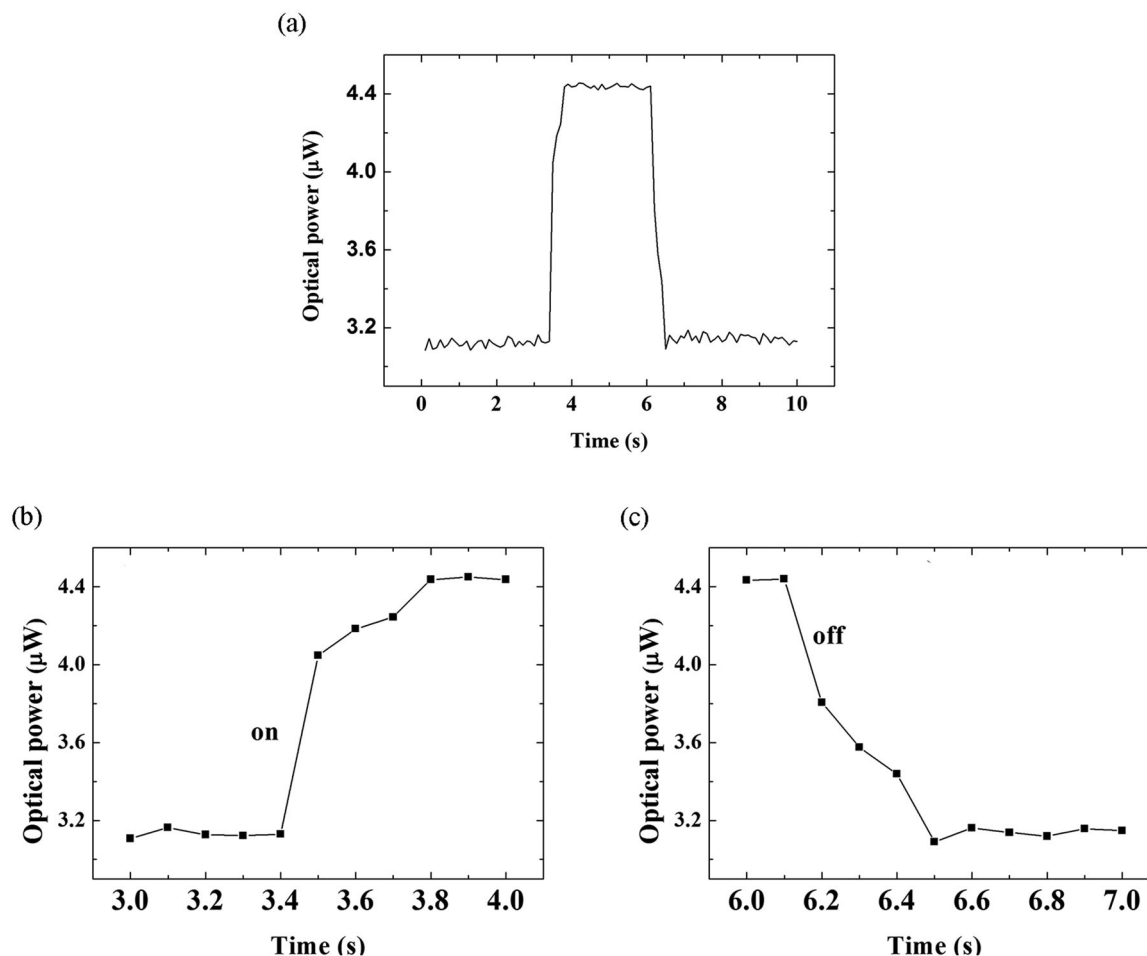 (a)
Optical power (μW)
4.4
4.0
3.6
3.2
0 2 4 6 8 10
Time (s)
(b)
Optical power (μW)
4.4
4.0
3.6
3.2
on
3.0 3.2 3.4 3.6 3.8 4.0
Time (s)
(c)
Optical power (μW)
4.4
4.0
3.6
3.2
off
6.0 6.2 6.4 6.6 6.8 7.0
Time (s)